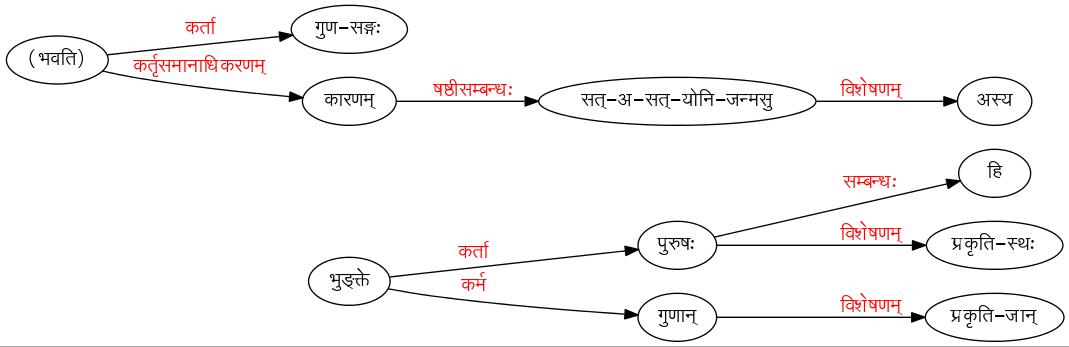 कर्ता
गुण-सङ्गः
(भवति)
कर्तृसमानाधिकरणम्
कारणम्
षष्ठीसम्बन्धः
सत्-अ-सत्-योनि-जन्मसु
विशेषणम्
अस्य
सम्बन्धः
हि
कर्ता
पुरुषः
विशेषणम्
प्रकृति-स्थः
भुङ्क्ते
कर्म
गुणान्
विशेषणम्
प्रकृति-जान्